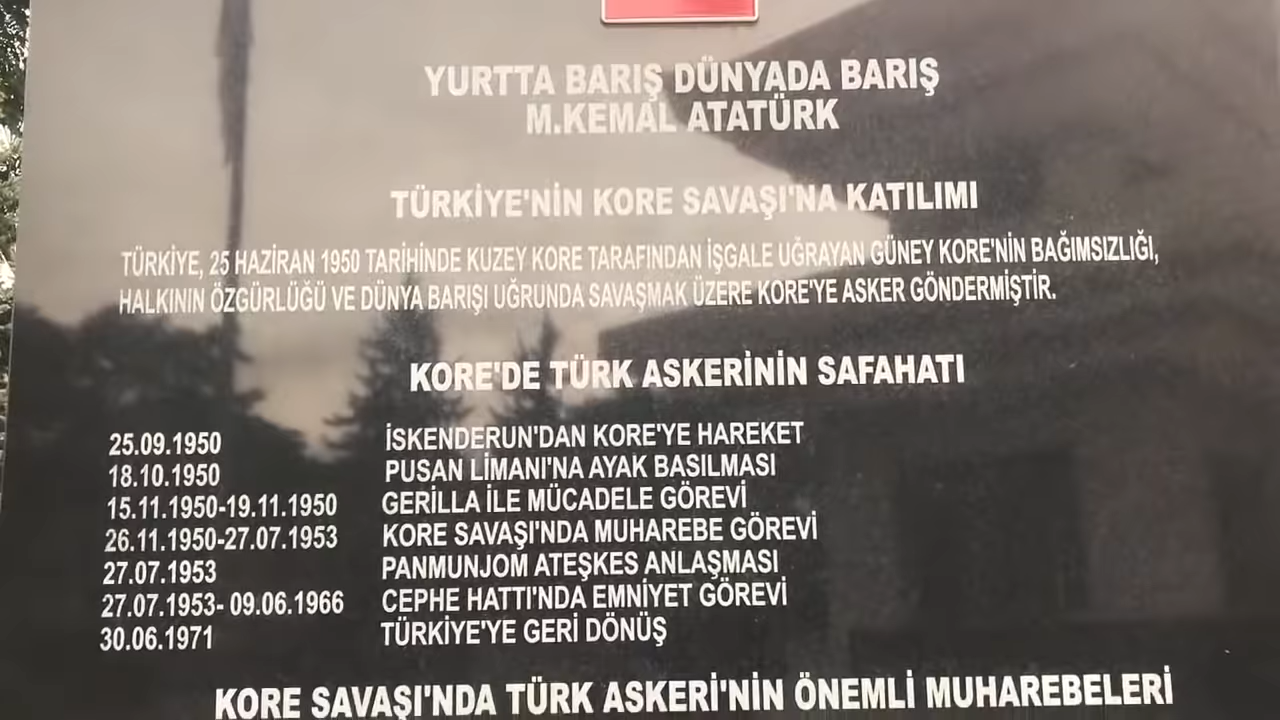 YURTTA BARIŞ DÜNYADA BARIŞ
M.KEMAL ATATÜRK
TÜRKİYE'NİN KORE SAVAŞI'NA KATILIMI
TÜRKİYE, 25 HAZİRAN 1950 TARİHİNDE KUZEY KORE TARAFINDAN İŞGALE UĞRAYAN GÜNEY KORE'NİN BAĞIMSIZLIĞI,
HALKININ ÖZGÜRLÜĞÜ VE DÜNYA BARIŞI UĞRUNDA SAVAŞMAK ÜZERE KORE'YE ASKER GÖNDERMİŞTİR.
KORE'DE TÜRK ASKERİNİN SAFAHATI
25.09.1950 İSKENDERUN'DAN KORE'YE HAREKET
18.10.1950 PUSAN LİMANI'NA AYAK BASILMASI
15.11.1950-19.11.1950 GERİLLA İLE MÜCADELE GÖREVİ
26.11.1950-27.07.1953 KORE SAVAŞI'NDA MUHAREBE GÖREVİ
27.07.1953 PANMUNJOM ATEŞKES ANLAŞMASI
27.07.1953- 09.06.1966 CEPHE HATTI'NDA EMNİYET GÖREVİ
30.06.1971 TÜRKİYE'YE GERİ DÖNÜŞ
KORE SAVAŞI'NDA TÜRK ASKERİ'NİN ÖNEMLİ MUHAREBELERİ